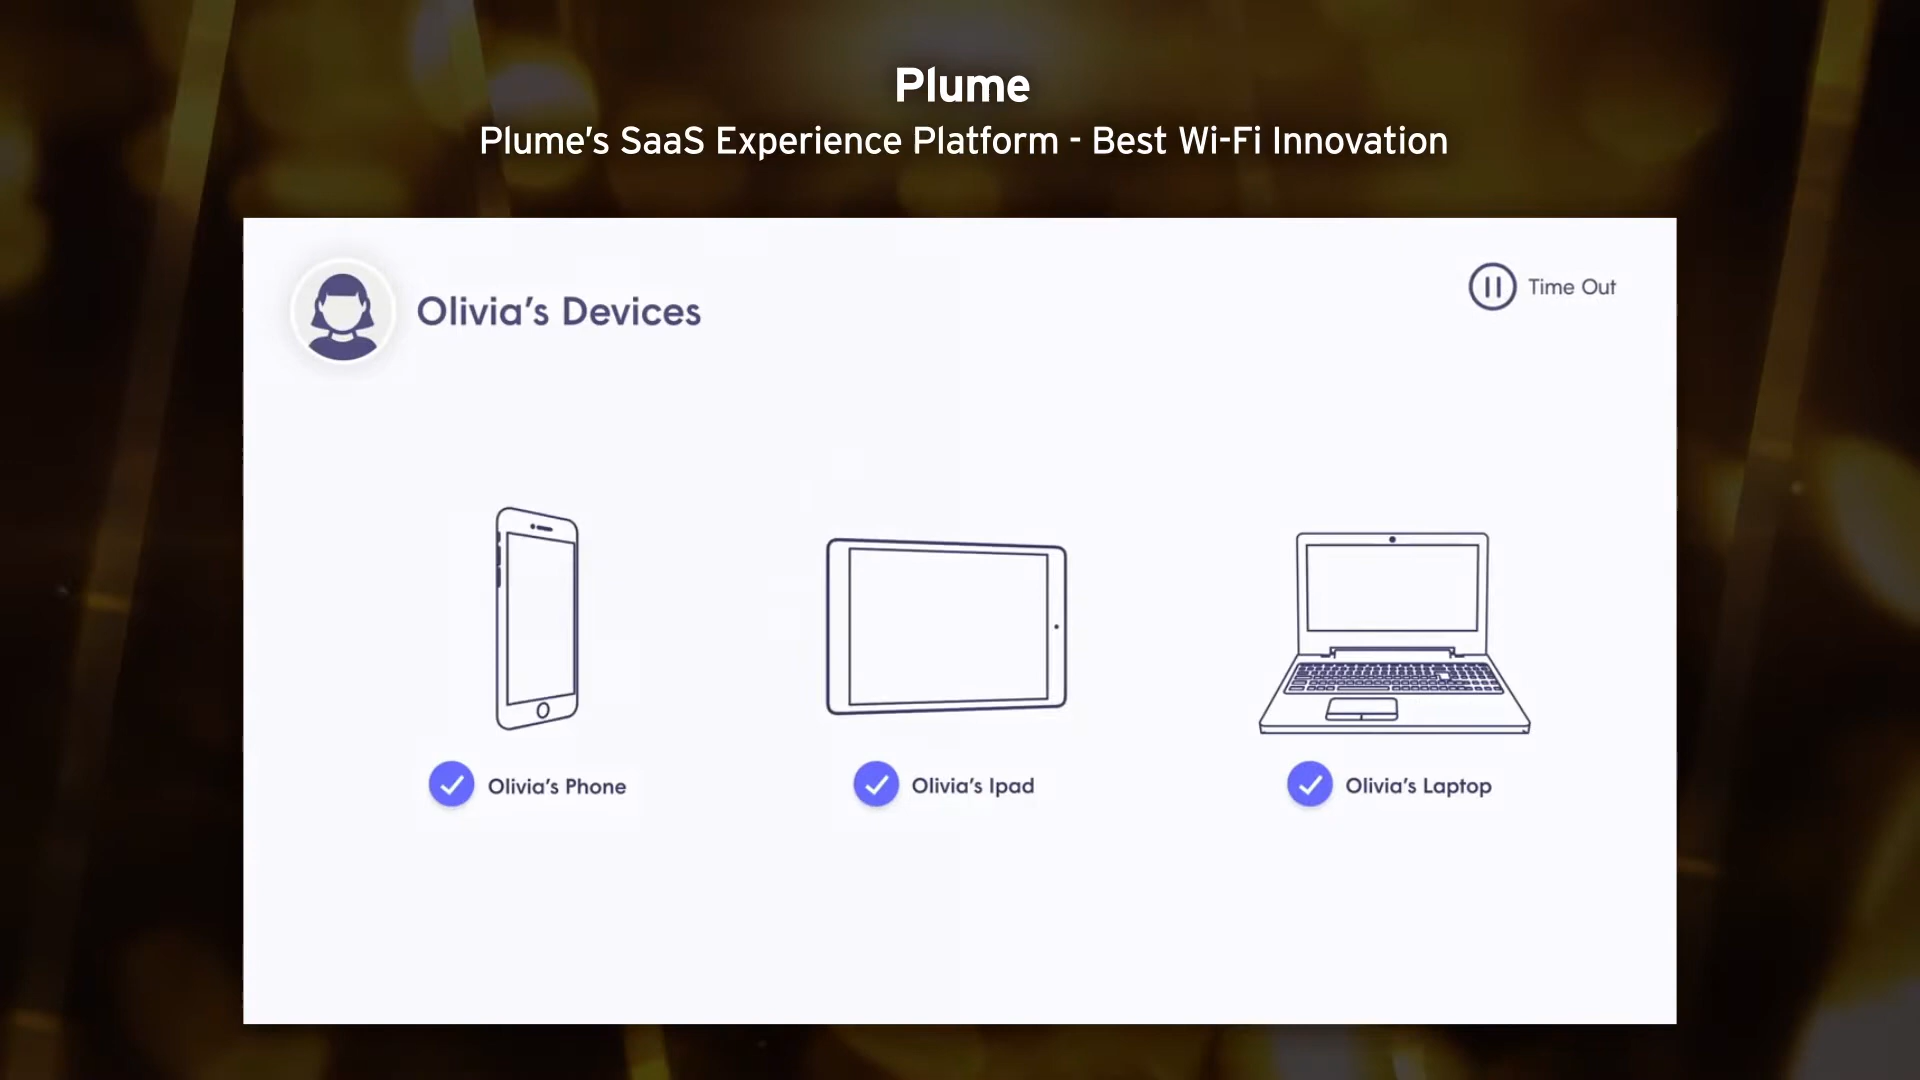 Plume
Plume’s SaaS Experience Platform - Best Wi-Fi Innovation
Olivia’s Devices
Time Out
Olivia’s Phone
Olivia’s Ipad
Olivia’s Laptop